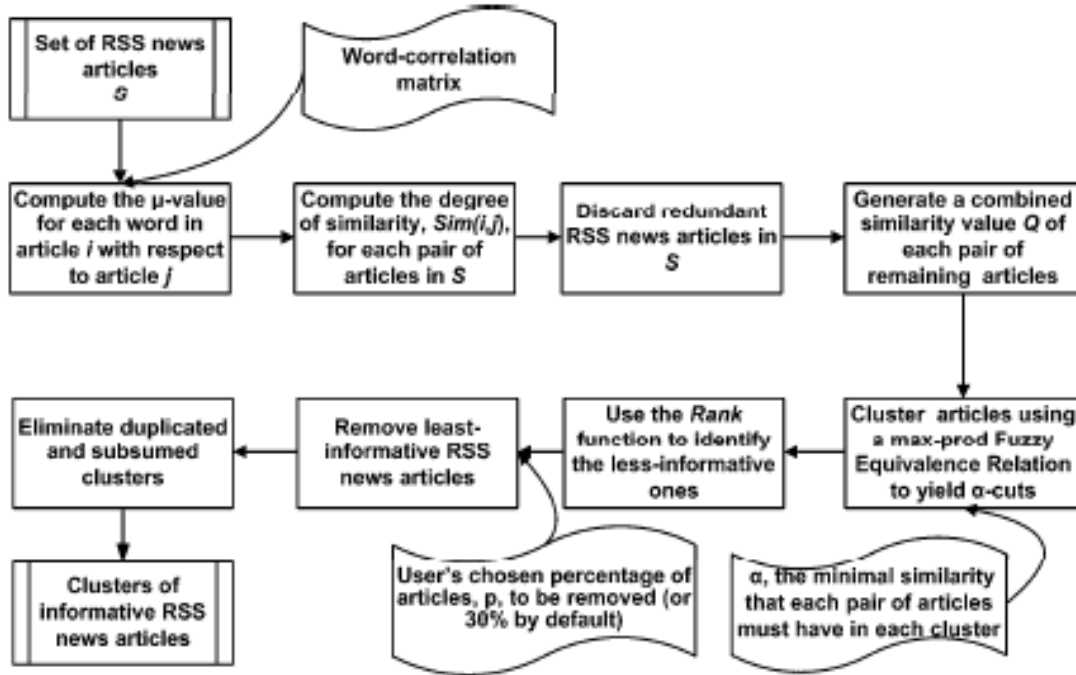 Set of RSS news
articles
S
Word-correlation
matrix
Compute the μ-value
for each word in
article i with respect
to article j
Compute the degree
of similarity, Sim(i,j),
for each pair of
articles in S
Discard redundant
RSS news articles in
S
Generate a combined
similarity value Q of
each pair of
remaining articles
Cluster articles using
a max-prod Fuzzy
Equivalence Relation
to yield α-cuts
Use the Rank
function to identify
the less-informative
ones
Remove least-
informative RSS
news articles
Eliminate duplicated
and subsumed
clusters
Clusters of
informative RSS
news articles
User's chosen percentage of
articles, p, to be removed (or
30% by default)
α, the minimal similarity
that each pair of articles
must have in each cluster